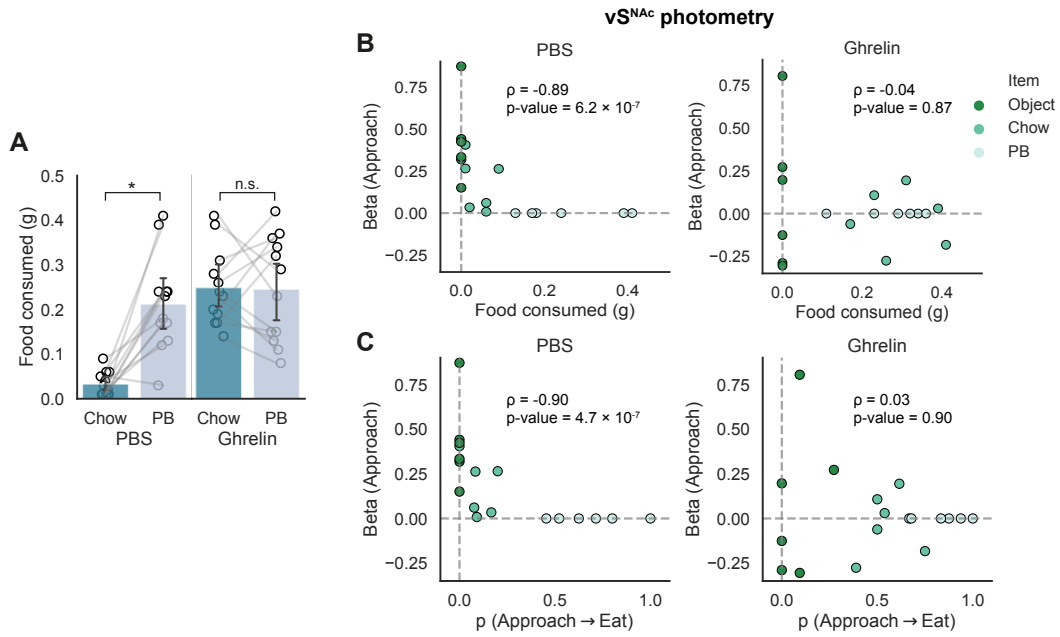 vS^NAc photometry
A
Food consumed (g)
0.5
0.4
0.3
0.2
0.1
0.0
*
n.s.
Chow PB Chow PB
PBS Ghrelin
B
PBS
Beta (Approach)
0.75
0.50
0.25
0.00
−0.25
ρ = -0.89
p-value = 6.2 × 10⁻⁷
0.0 0.2 0.4
Food consumed (g)
Ghrelin
Beta (Approach)
0.75
0.50
0.25
0.00
−0.25
ρ = -0.04
p-value = 0.87
0.0 0.2 0.4
Food consumed (g)
Item
Object
Chow
PB
C
PBS
Beta (Approach)
0.75
0.50
0.25
0.00
−0.25
ρ = -0.90
p-value = 4.7 × 10⁻⁷
0.0 0.5 1.0
p (Approach → Eat)
Ghrelin
Beta (Approach)
0.75
0.50
0.25
0.00
−0.25
ρ = 0.03
p-value = 0.90
0.0 0.5 1.0
p (Approach → Eat)